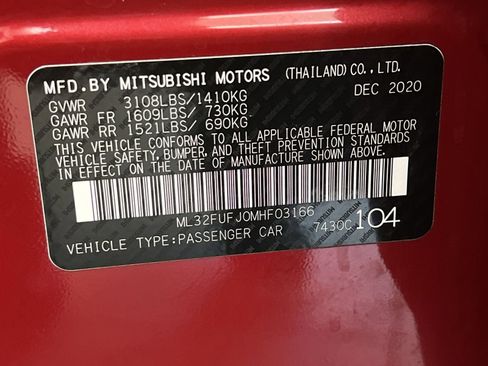 MFD.BY MITSUBISHI MOTORS (THAILAND) CO.,LTD.
GVWR 3108LBS/1410KG DEC 2020
GAWR FR 1609LBS/ 730KG
GAWR RR 1521LBS/ 690KG
THIS VEHICLE CONFORMS TO ALL APPLICABLE FEDERAL MOTOR
VEHICLE SAFETY, BUMPER, AND THEFT PREVENTION STANDARDS
IN EFFECT ON THE DATE OF MANUFACTURE SHOWN ABOVE.
ML32FUFJ0MHF03166
VEHICLE TYPE:PASSENGER CAR 7430C 104